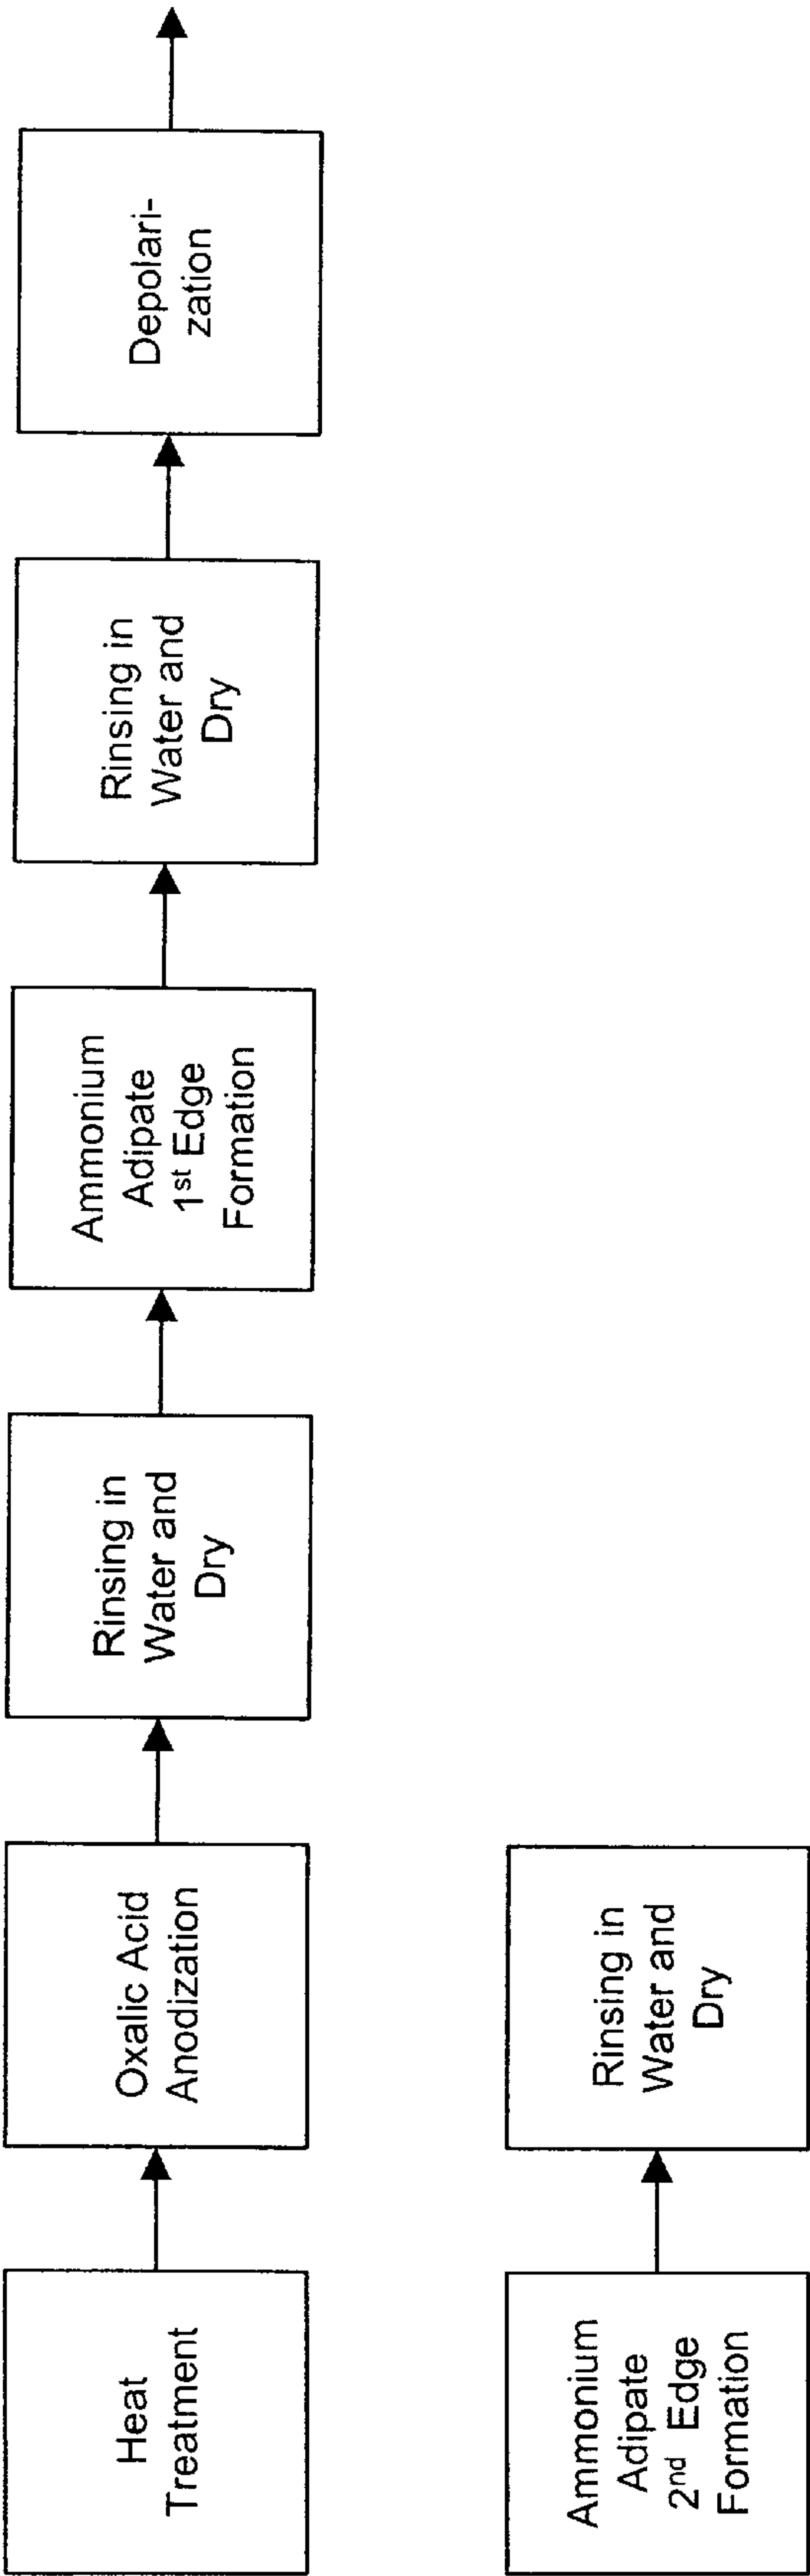 Heat
Treatment
Oxalic Acid
Anodization
Rinsing in
Water and
Dry
Ammonium
Adipate
1st Edge
Formation
Rinsing in
Water and
Dry
Depolari-
zation
Ammonium
Adipate
2nd Edge
Formation
Rinsing in
Water and
Dry